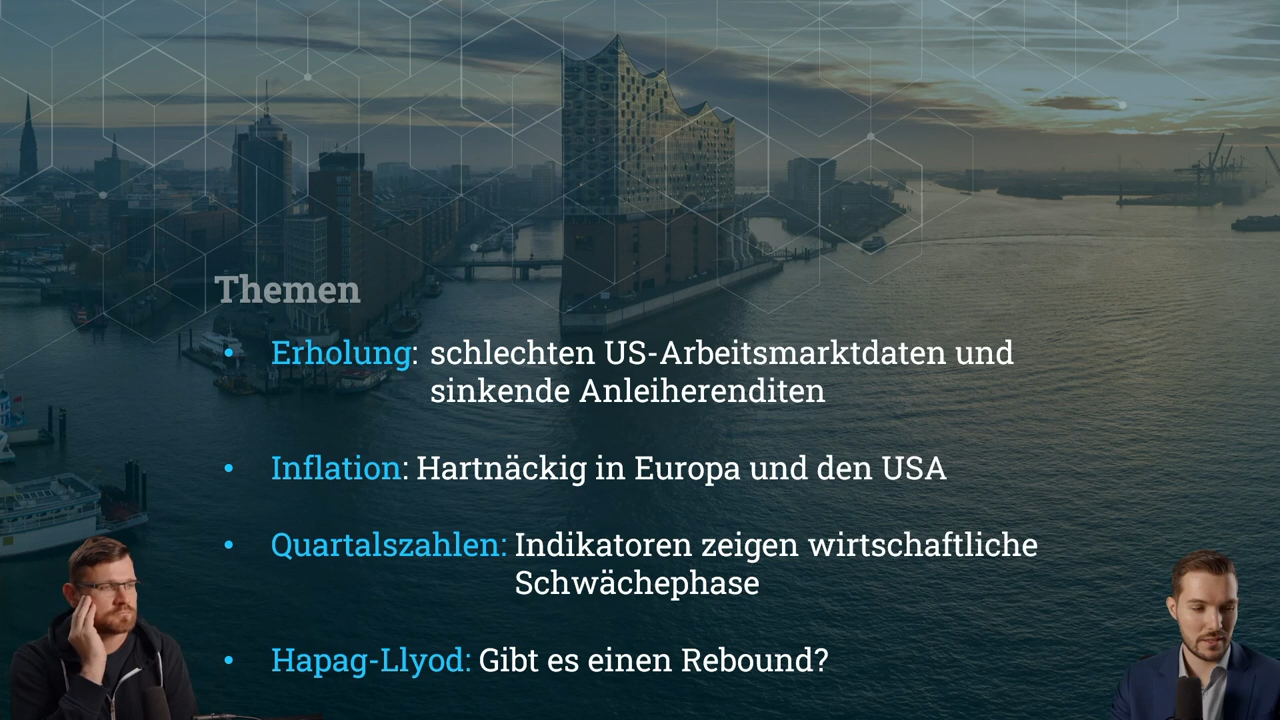 Themen
• Erholung: schlechten US-Arbeitsmarktdaten und
sinkende Anleiherenditen
• Inflation: Hartnäckig in Europa und den USA
• Quartalszahlen: Indikatoren zeigen wirtschaftliche
Schwächephase
• Hapag-Llyod: Gibt es einen Rebound?